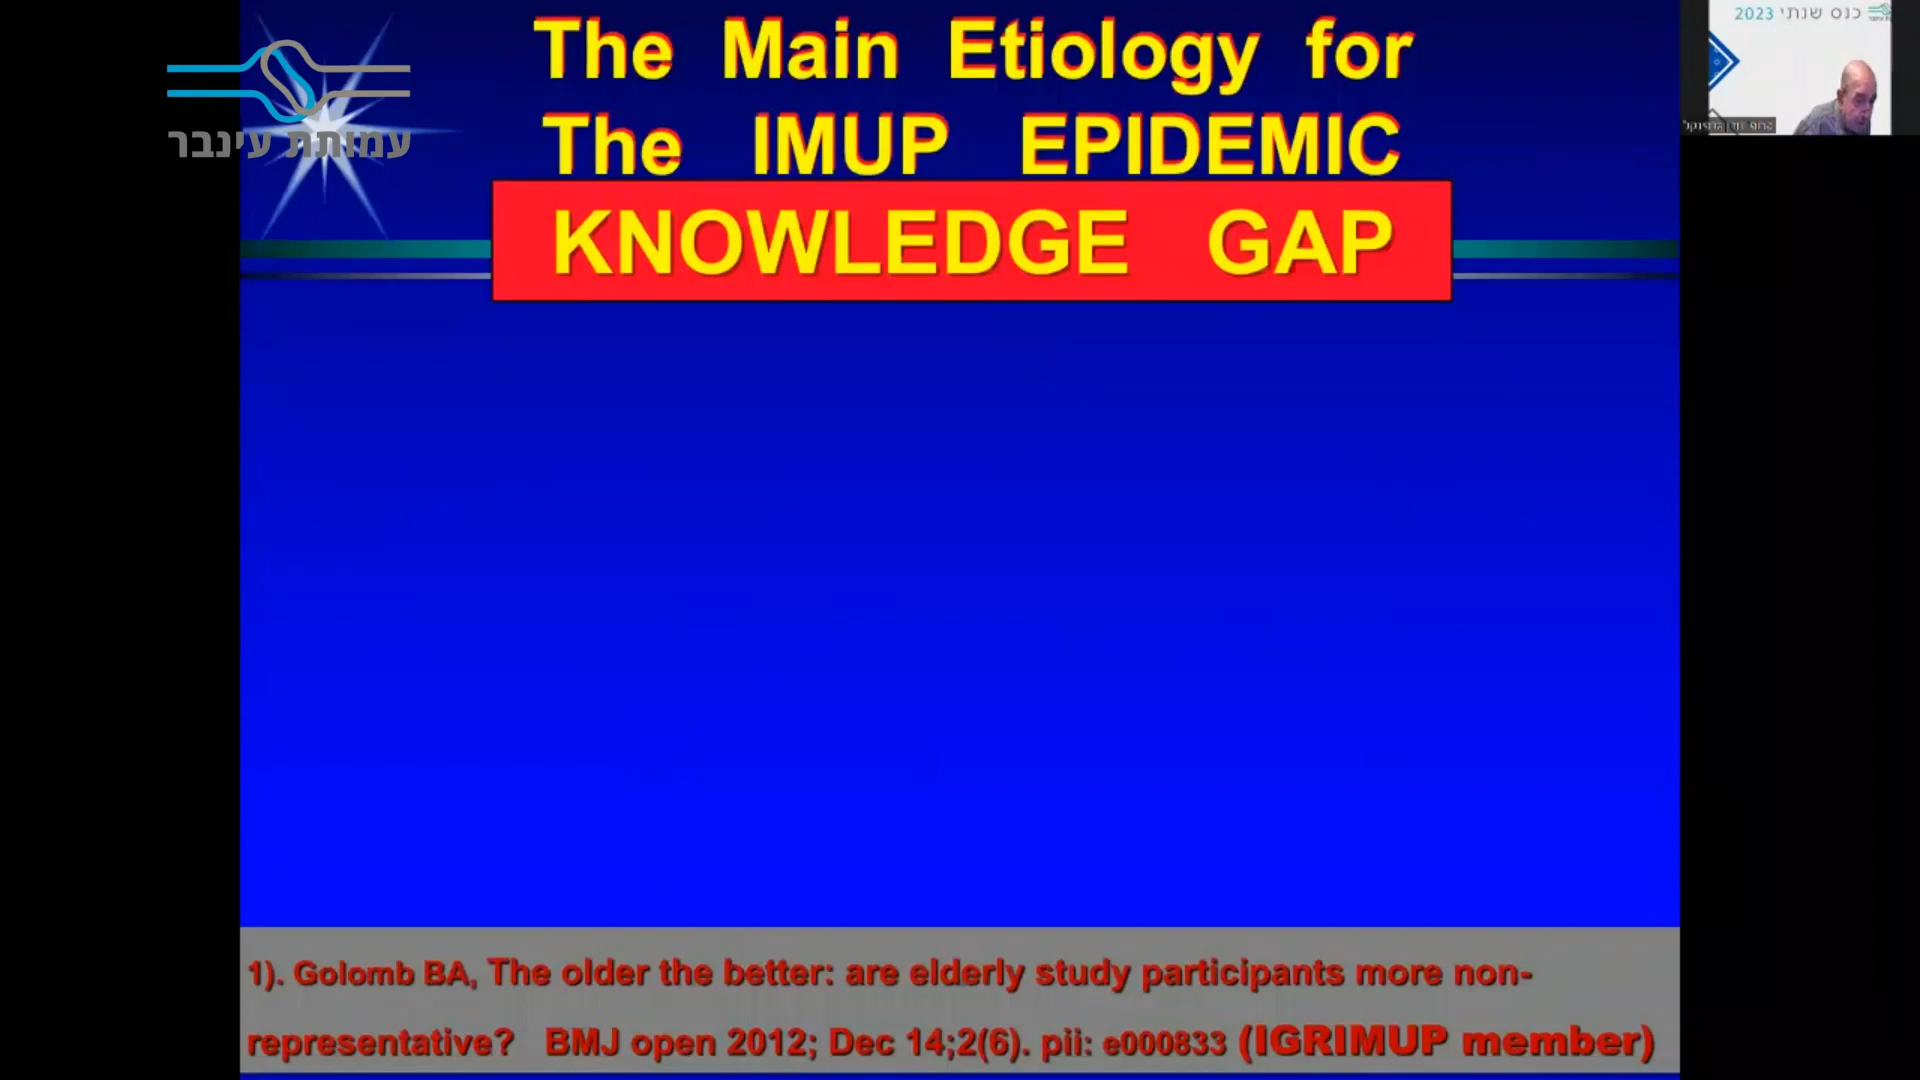 The Main Etiology for
The IMUP EPIDEMIC
KNOWLEDGE GAP
עמותת עינבר
כנס שנתי 2023
1). Golomb BA, The older the better: are elderly study participants more non-
representative? BMJ open 2012; Dec 14;2(6). pii: e000833 (IGRIMUP member)